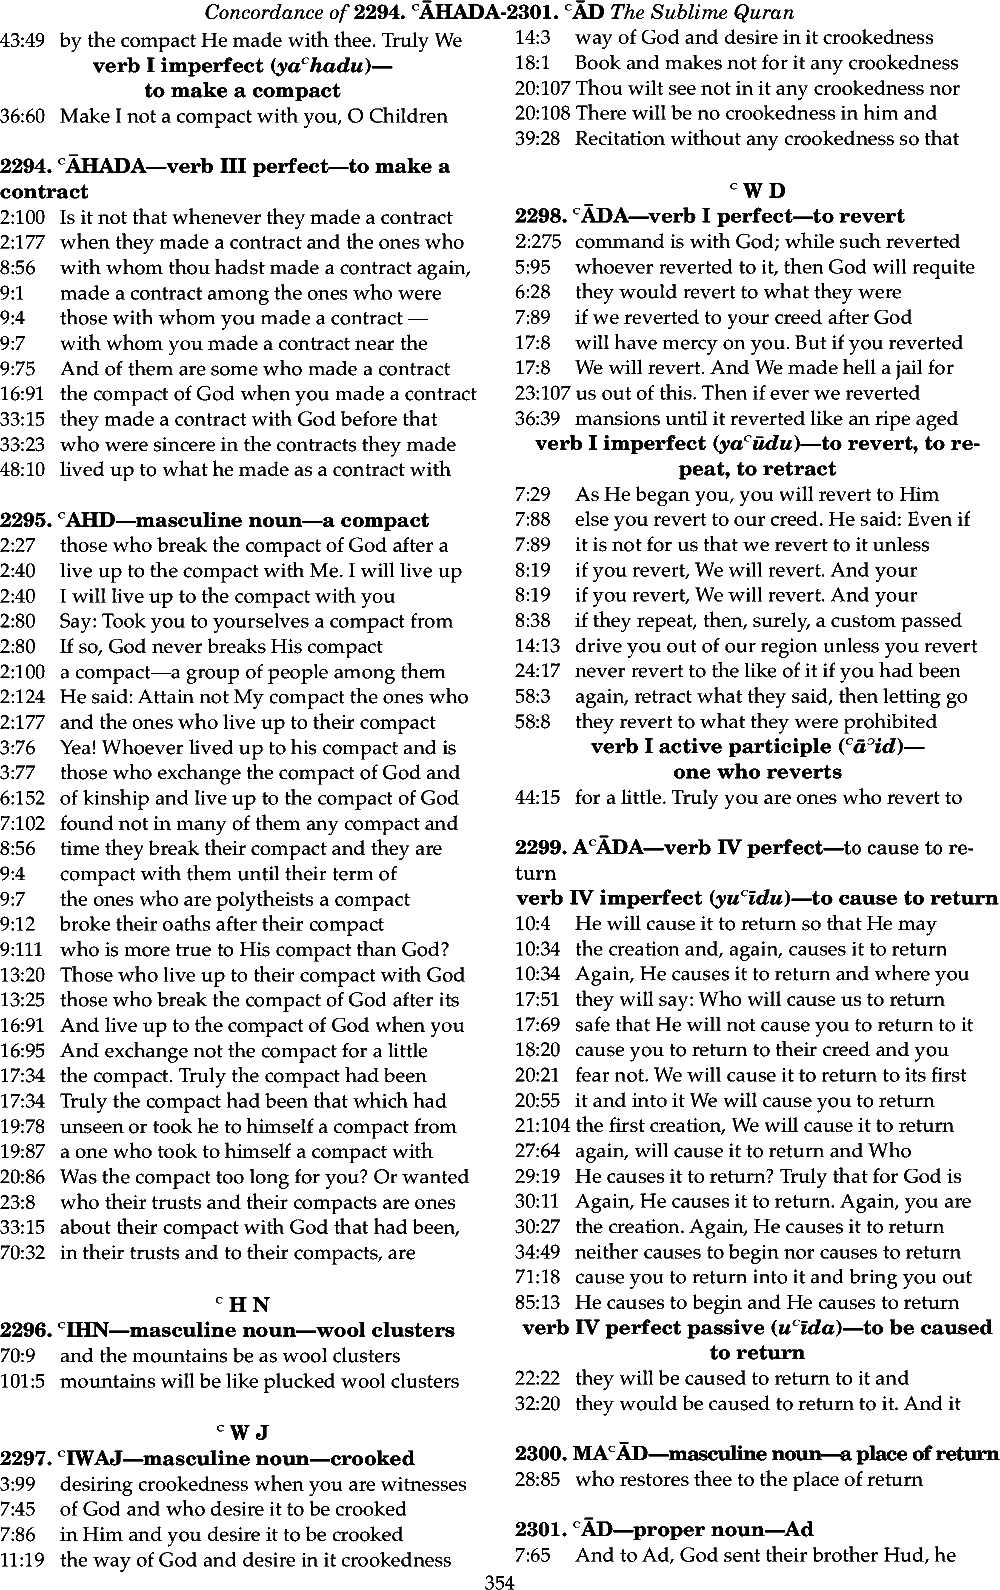 Concordance of 2294. ᶜĀHADA-2301. ᶜĀD The Sublime Quran
43:49 by the compact He made with thee. Truly We
verb I imperfect (yaᶜhadu)—
to make a compact
36:60 Make I not a compact with you, O Children
2294. ᶜĀHADA—verb III perfect—to make a
contract
2:100 Is it not that whenever they made a contract
2:177 when they made a contract and the ones who
8:56 with whom thou hadst made a contract again,
9:1 made a contract among the ones who were
9:4 those with whom you made a contract —
9:7 with whom you made a contract near the
9:75 And of them are some who made a contract
16:91 the compact of God when you made a contract
33:15 they made a contract with God before that
33:23 who were sincere in the contracts they made
48:10 lived up to what he made as a contract with
2295. ᶜAHD—masculine noun—a compact
2:27 those who break the compact of God after a
2:40 live up to the compact with Me. I will live up
2:40 I will live up to the compact with you
2:80 Say: Took you to yourselves a compact from
2:80 If so, God never breaks His compact
2:100 a compact—a group of people among them
2:124 He said: Attain not My compact the ones who
2:177 and the ones who live up to their compact
3:76 Yea! Whoever lived up to his compact and is
3:77 those who exchange the compact of God and
6:152 of kinship and live up to the compact of God
7:102 found not in many of them any compact and
8:56 time they break their compact and they are
9:4 compact with them until their term of
9:7 the ones who are polytheists a compact
9:12 broke their oaths after their compact
9:111 who is more true to His compact than God?
13:20 Those who live up to their compact with God
13:25 those who break the compact of God after its
16:91 And live up to the compact of God when you
16:95 And exchange not the compact for a little
17:34 the compact. Truly the compact had been
17:34 Truly the compact had been that which had
19:78 unseen or took he to himself a compact from
19:87 a one who took to himself a compact with
20:86 Was the compact too long for you? Or wanted
23:8 who their trusts and their compacts are ones
33:15 about their compact with God that had been,
70:32 in their trusts and to their compacts, are
ᶜ H N
2296. ᶜIHN—masculine noun—wool clusters
70:9 and the mountains be as wool clusters
101:5 mountains will be like plucked wool clusters
ᶜ W J
2297. ᶜIWAJ—masculine noun—crooked
3:99 desiring crookedness when you are witnesses
7:45 of God and who desire it to be crooked
7:86 in Him and you desire it to be crooked
11:19 the way of God and desire in it crookedness
14:3 way of God and desire in it crookedness
18:1 Book and makes not for it any crookedness
20:107 Thou wilt see not in it any crookedness nor
20:108 There will be no crookedness in him and
39:28 Recitation without any crookedness so that
ᶜ W D
2298. ᶜĀDA—verb I perfect—to revert
2:275 command is with God; while such reverted
5:95 whoever reverted to it, then God will requite
6:28 they would revert to what they were
7:89 if we reverted to your creed after God
17:8 will have mercy on you. But if you reverted
17:8 We will revert. And We made hell a jail for
23:107 us out of this. Then if ever we reverted
36:39 mansions until it reverted like an ripe aged
verb I imperfect (yaᶜūdu)—to revert, to re-
peat, to retract
7:29 As He began you, you will revert to Him
7:88 else you revert to our creed. He said: Even if
7:89 it is not for us that we revert to it unless
8:19 if you revert, We will revert. And your
8:19 if you revert, We will revert. And your
8:38 if they repeat, then, surely, a custom passed
14:13 drive you out of our region unless you revert
24:17 never revert to the like of it if you had been
58:3 again, retract what they said, then letting go
58:8 they revert to what they were prohibited
verb I active participle (ᶜāʾid)—
one who reverts
44:15 for a little. Truly you are ones who revert to
2299. AᶜĀDA—verb IV perfect—to cause to re-
turn
verb IV imperfect (yuᶜīdu)—to cause to return
10:4 He will cause it to return so that He may
10:34 the creation and, again, causes it to return
10:34 Again, He causes it to return and where you
17:51 they will say: Who will cause us to return
17:69 safe that He will not cause you to return to it
18:20 cause you to return to their creed and you
20:21 fear not. We will cause it to return to its first
20:55 it and into it We will cause you to return
21:104 the first creation, We will cause it to return
27:64 again, will cause it to return and Who
29:19 He causes it to return? Truly that for God is
30:11 Again, He causes it to return. Again, you are
30:27 the creation. Again, He causes it to return
34:49 neither causes to begin nor causes to return
71:18 cause you to return into it and bring you out
85:13 He causes to begin and He causes to return
verb IV perfect passive (uᶜīda)—to be caused
to return
22:22 they will be caused to return to it and
32:20 they would be caused to return to it. And it
2300. MAᶜĀD—masculine noun—a place of return
28:85 who restores thee to the place of return
2301. ᶜĀD—proper noun—Ad
7:65 And to Ad, God sent their brother Hud, he
354